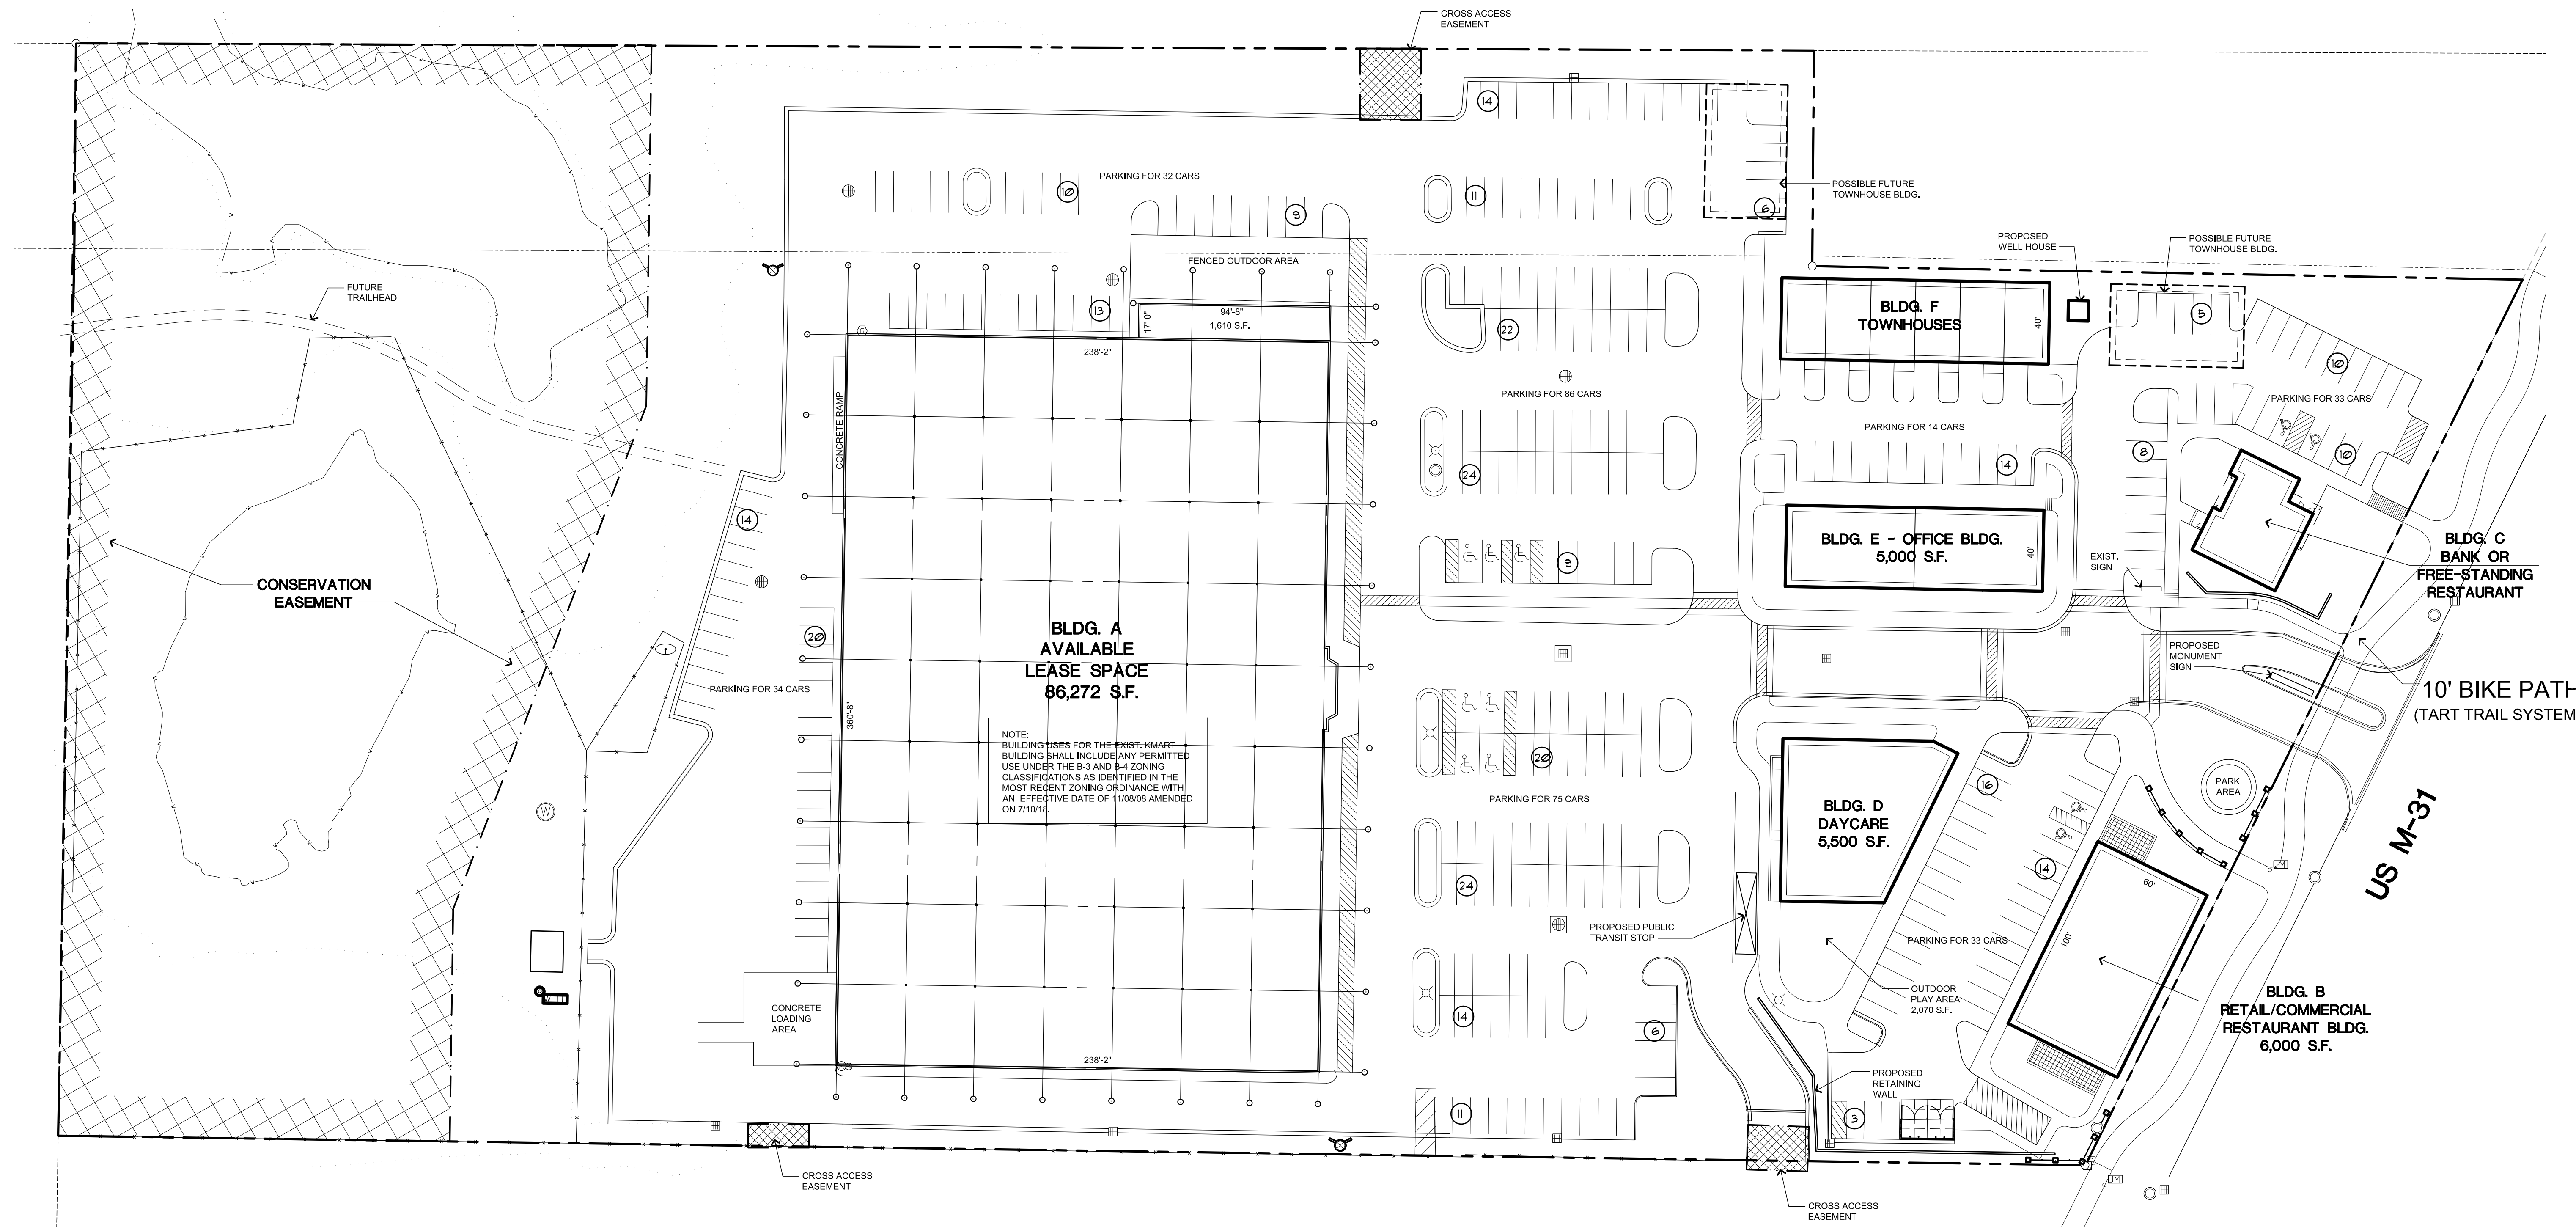 CROSS ACCESS
EASEMENT
14
PARKING FOR 32 CARS
10
11
POSSIBLE FUTURE
TOWNHOUSE BLDG.
9
6
PROPOSED
WELL HOUSE
POSSIBLE FUTURE
TOWNHOUSE BLDG.
FENCED OUTDOOR AREA
FUTURE
TRAILHEAD
13
17'-0"
94'-8"
1,610 S.F.
22
BLDG. F
TOWNHOUSES
40'
5
238'-2"
10
CONCRETE RAMP
PARKING FOR 86 CARS
PARKING FOR 33 CARS
PARKING FOR 14 CARS
24
14
8
10
14
BLDG. E - OFFICE BLDG.
5,000 S.F.
40'
BLDG. C
BANK OR
FREE-STANDING
RESTAURANT
EXIST.
SIGN
9
CONSERVATION
EASEMENT
20
BLDG. A
AVAILABLE
LEASE SPACE
86,272 S.F.
PROPOSED
MONUMENT
SIGN
10' BIKE PATH
(TART TRAIL SYSTEM
PARKING FOR 34 CARS
360'-8"
NOTE:
BUILDING USES FOR THE EXIST. KMART
BUILDING SHALL INCLUDE ANY PERMITTED
USE UNDER THE B-3 AND B-4 ZONING
CLASSIFICATIONS AS IDENTIFIED IN THE
MOST RECENT ZONING ORDINANCE WITH
AN EFFECTIVE DATE OF 11/08/08 AMENDED
ON 7/10/18.
20
PARKING FOR 75 CARS
16
PARK
AREA
W
BLDG. D
DAYCARE
5,500 S.F.
US M-31
24
14
60'
100'
PROPOSED PUBLIC
TRANSIT STOP
PARKING FOR 33 CARS
WELL
CONCRETE
LOADING
AREA
14
6
OUTDOOR
PLAY AREA
2,070 S.F.
BLDG. B
RETAIL/COMMERCIAL
RESTAURANT BLDG.
6,000 S.F.
238'-2"
PROPOSED
RETAINING
WALL
11
3
CROSS ACCESS
EASEMENT
CROSS ACCESS
EASEMENT